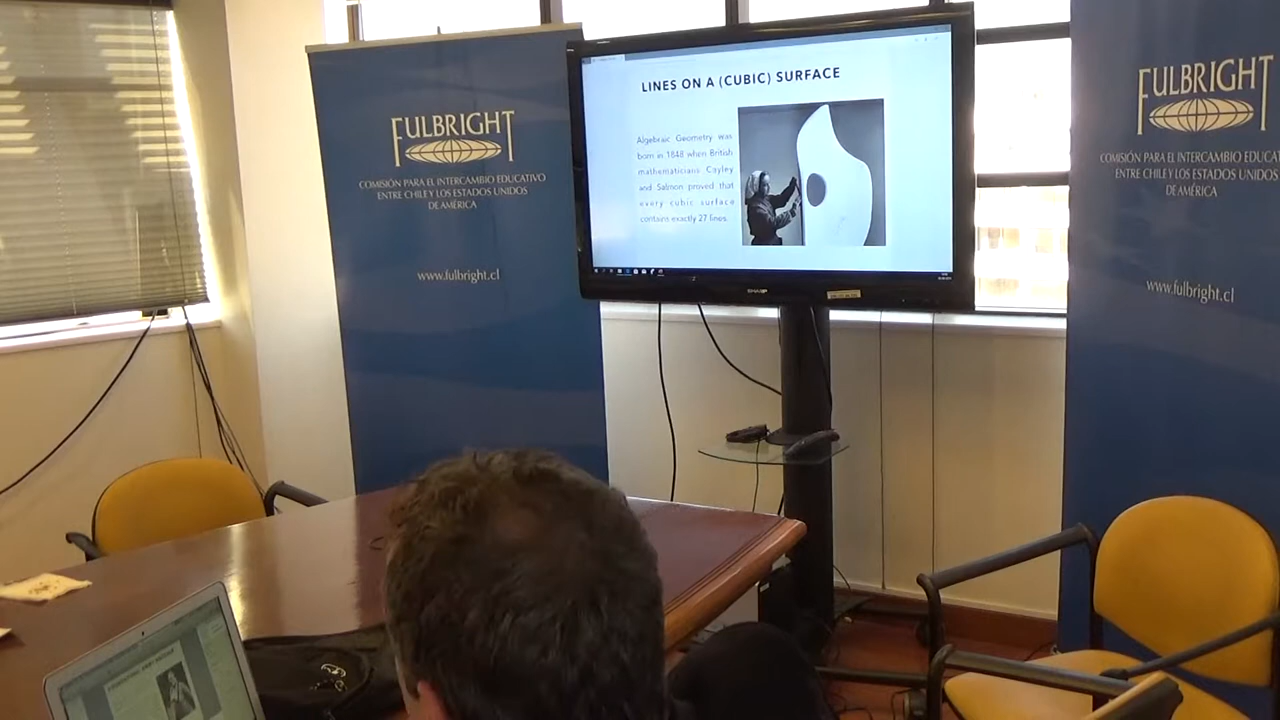 FULBRIGHT
COMISIÓN PARA EL INTERCAMBIO EDUCATIVO
ENTRE CHILE Y LOS ESTADOS UNIDOS
DE AMÉRICA
www.fulbright.cl
LINES ON A (CUBIC) SURFACE
Algebraic Geometry was
born in 1848 when British
mathematicians Cayley
and Salmon proved that
every cubic surface
contains exactly 27 lines.
SHARP
FULBRIGHT
COMISIÓN PARA EL INTERCAMBIO EDUCA
ENTRE CHILE Y LOS ESTADOS UNIDOS
DE AMÉRICA
www.fulbright.cl